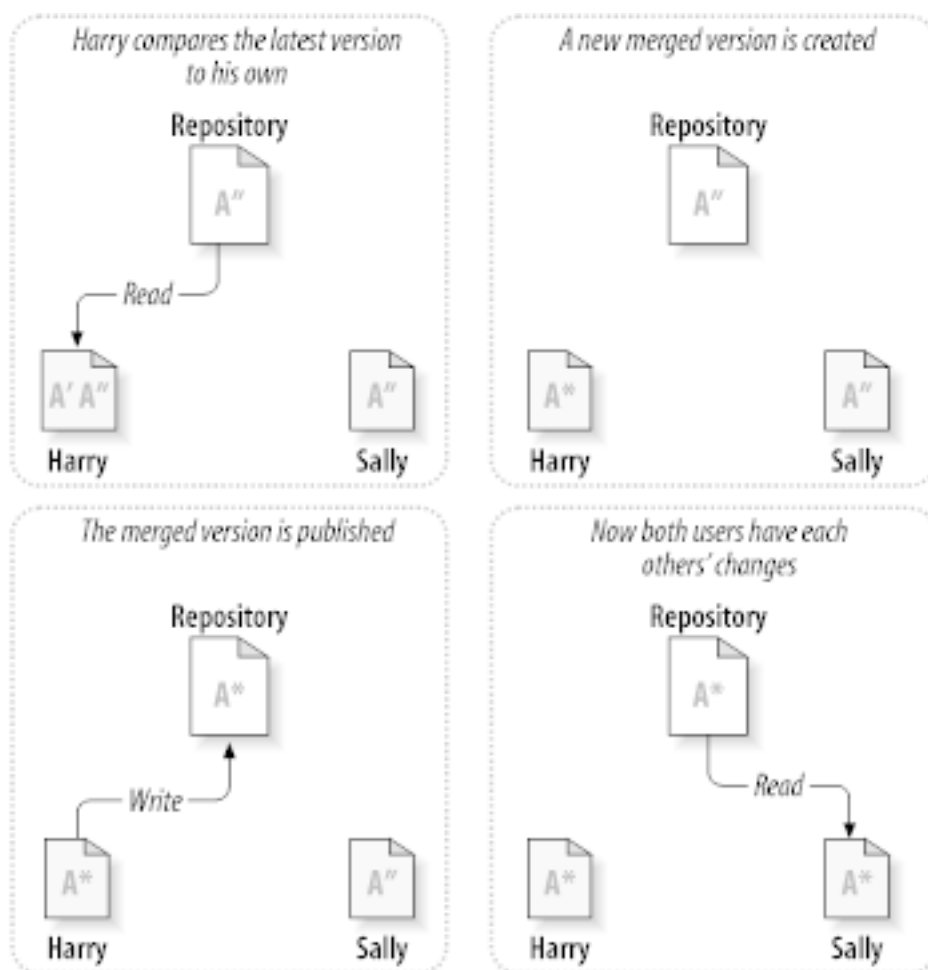 Harry compares the latest version
to his own
Repository
A″
Read
A′ A″
A″
Harry
Sally
A new merged version is created
Repository
A″
A*
A″
Harry
Sally
The merged version is published
Repository
A*
Write
A*
A″
Harry
Sally
Now both users have each
others’ changes
Repository
A*
Read
A*
A*
Harry
Sally